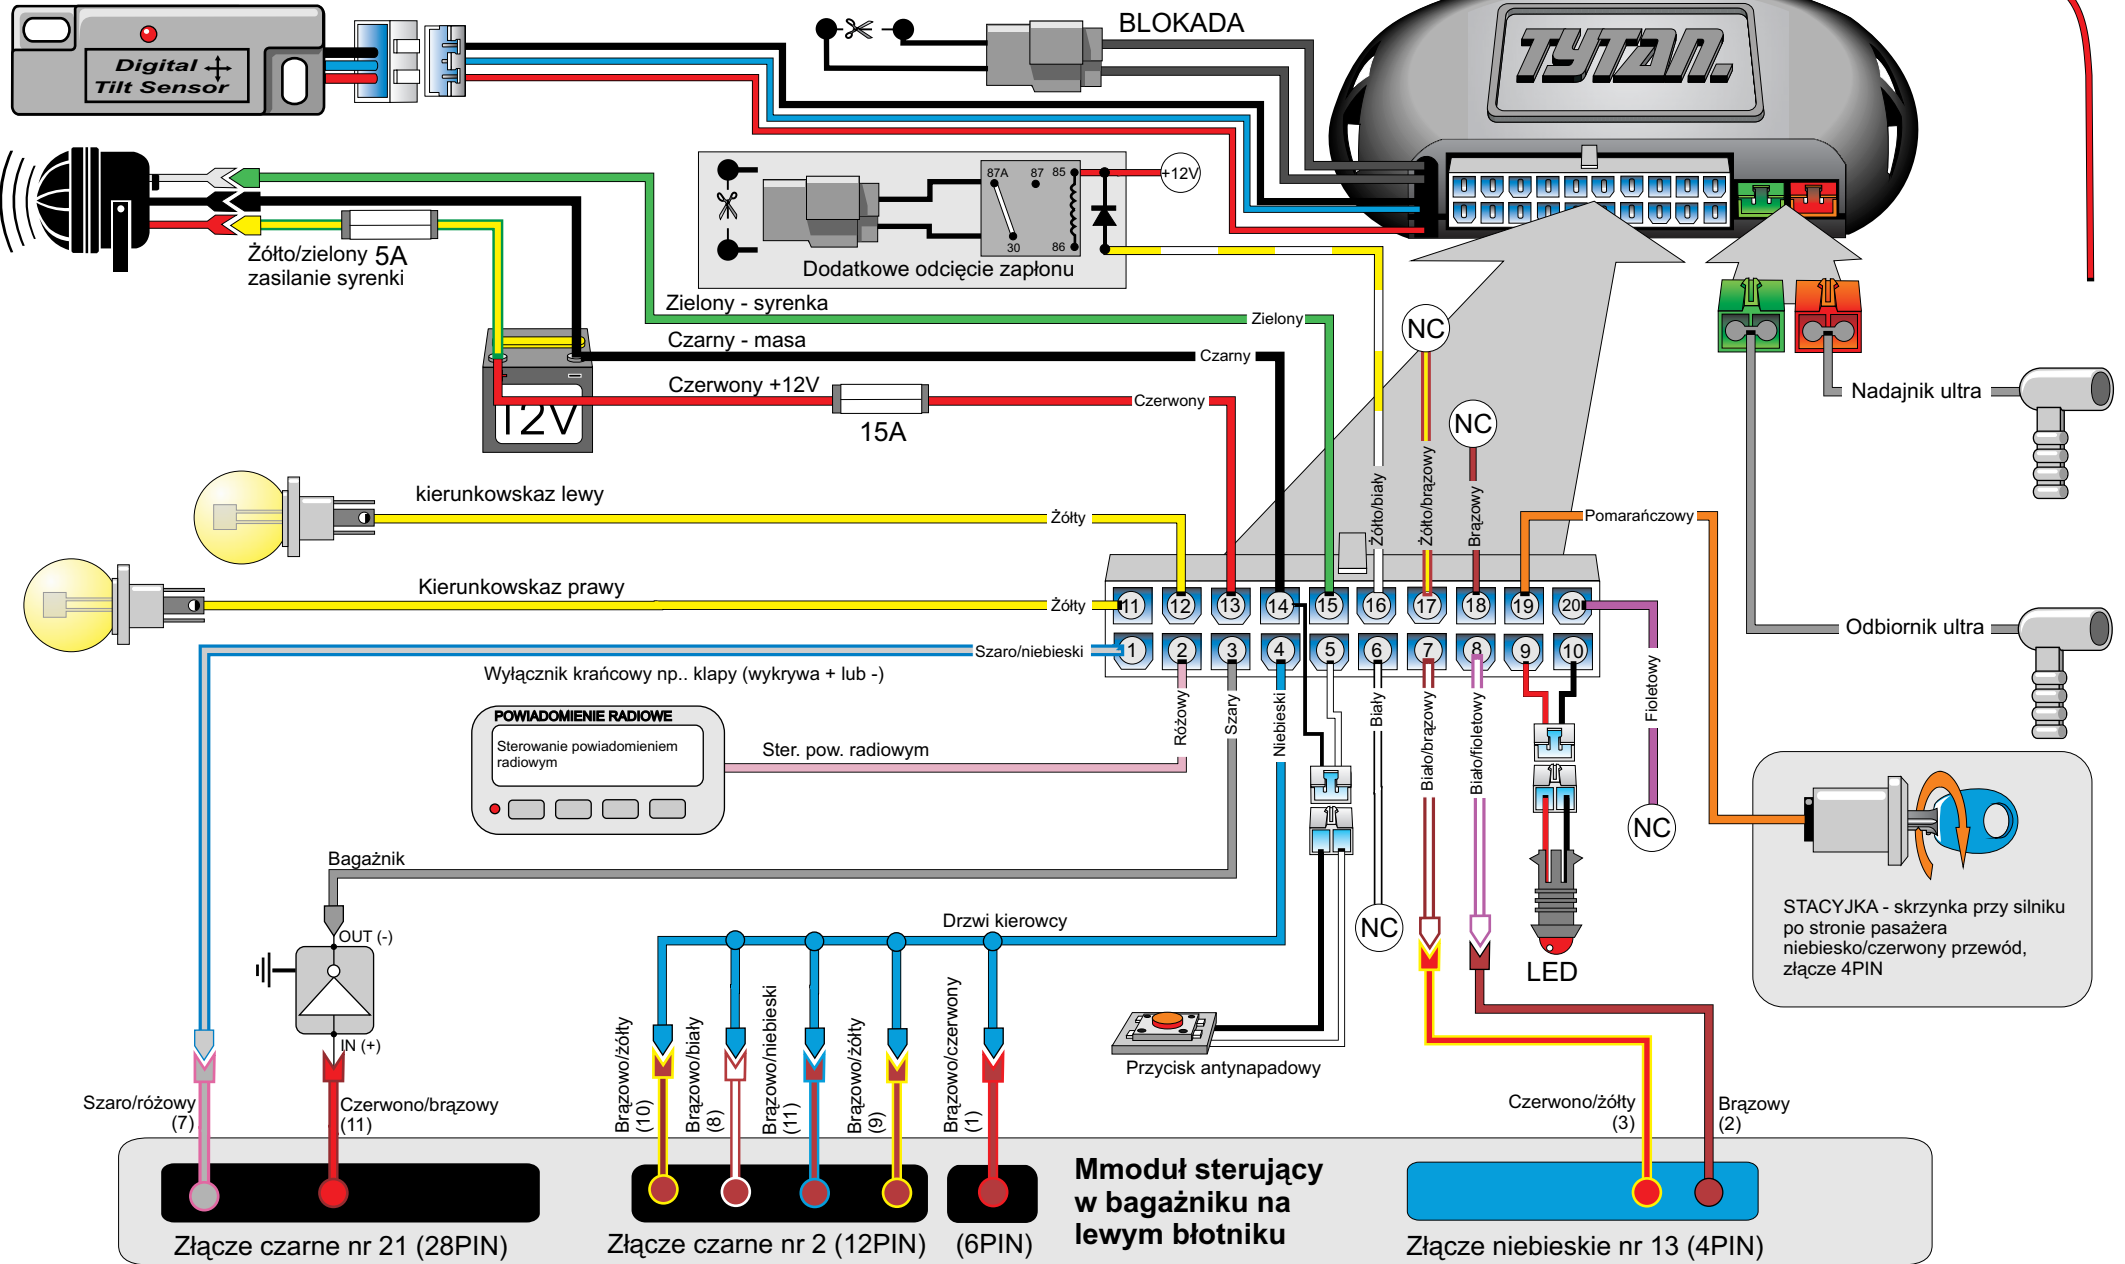 Digital
Tilt Sensor
BLOKADA
TYTAN.
87A
87
85
+12V
30
86
Dodatkowe odcięcie zapłonu
Żółto/zielony 5A
zasilanie syrenki
Zielony - syrenka
Zielony
Czarny - masa
Czarny
Czerwony +12V
Czerwony
15A
12V
NC
NC
Nadajnik ultra
kierunkowskaz lewy
Żółty
Żółto/biały
Żółto/brązowy
Brązowy
Pomarańczowy
Kierunkowskaz prawy
Żółty
11
12
13
14
15
16
17
18
19
20
Odbiornik ultra
Szaro/niebieski
1
2
3
4
5
6
7
8
9
10
Wyłącznik krańcowy np.. klapy (wykrywa + lub -)
Różowy
Szary
Niebieski
Biały
Biało/brązowy
Biało/fioletowy
Fioletowy
POWIADOMIENIE RADIOWE
Sterowanie powiadomieniem
radiowym
Ster. pow. radiowym
NC
Bagażnik
OUT (-)
IN (+)
Drzwi kierowcy
NC
LED
STACYJKA - skrzynka przy silniku
po stronie pasażera
niebiesko/czerwony przewód,
złącze 4PIN
Przycisk antynapadowy
Szaro/różowy
(7)
Czerwono/brązowy
(11)
Brązowo/żółty
(10)
Brązowo/biały
(8)
Brązowo/niebieski
(11)
Brązowo/żółty
(9)
Brązowo/czerwony
(1)
Czerwono/żółty
(3)
Brązowy
(2)
Mmoduł sterujący
w bagażniku na
lewym błotniku
Złącze czarne nr 21 (28PIN)
Złącze czarne nr 2 (12PIN)
(6PIN)
Złącze niebieskie nr 13 (4PIN)